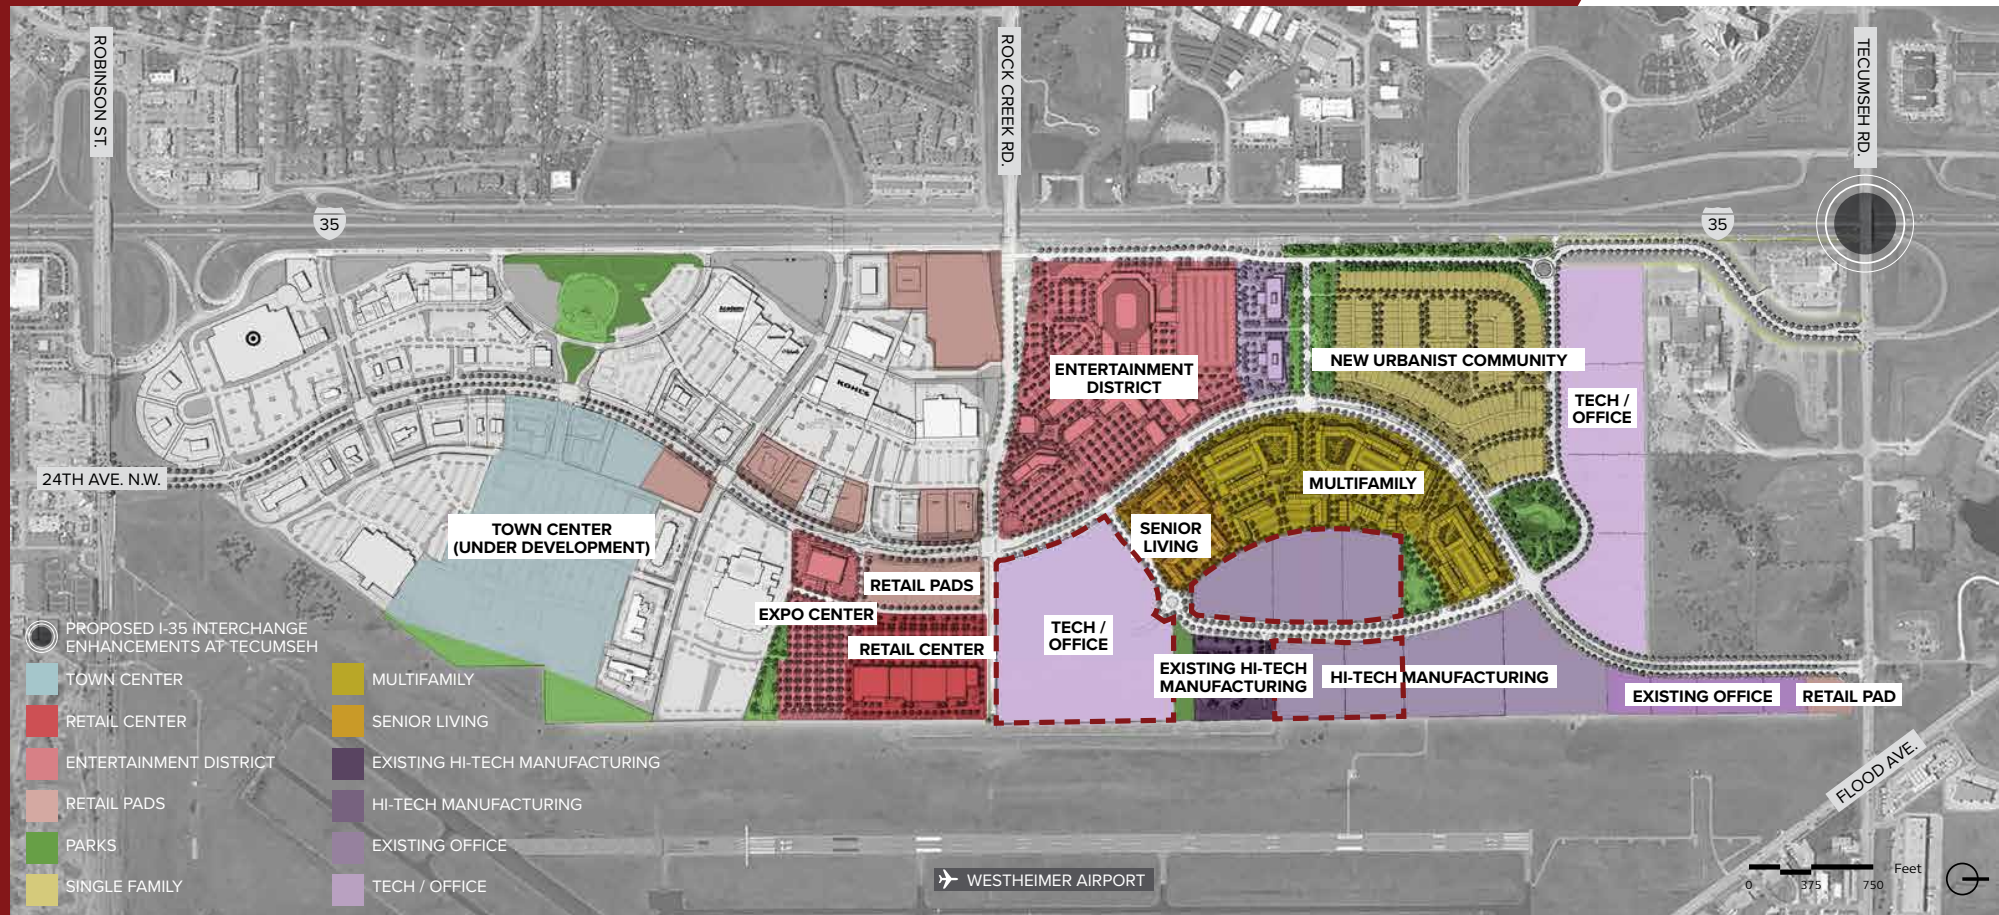 ROBINSON ST.
ROCK CREEK RD.
TECUMSEH RD.
35
35
Academy
KOHL'S
ENTERTAINMENT
DISTRICT
NEW URBANIST COMMUNITY
TECH /
OFFICE
24TH AVE. N.W.
MULTIFAMILY
TOWN CENTER
(UNDER DEVELOPMENT)
SENIOR
LIVING
RETAIL PADS
EXPO CENTER
RETAIL CENTER
TECH /
OFFICE
EXISTING HI-TECH
MANUFACTURING
HI-TECH MANUFACTURING
EXISTING OFFICE
RETAIL PAD
FLOOD AVE.
PROPOSED I-35 INTERCHANGE
ENHANCEMENTS AT TECUMSEH
TOWN CENTER
RETAIL CENTER
ENTERTAINMENT DISTRICT
RETAIL PADS
PARKS
SINGLE FAMILY
MULTIFAMILY
SENIOR LIVING
EXISTING HI-TECH MANUFACTURING
HI-TECH MANUFACTURING
EXISTING OFFICE
TECH / OFFICE
WESTHEIMER AIRPORT
Feet
0 375 750